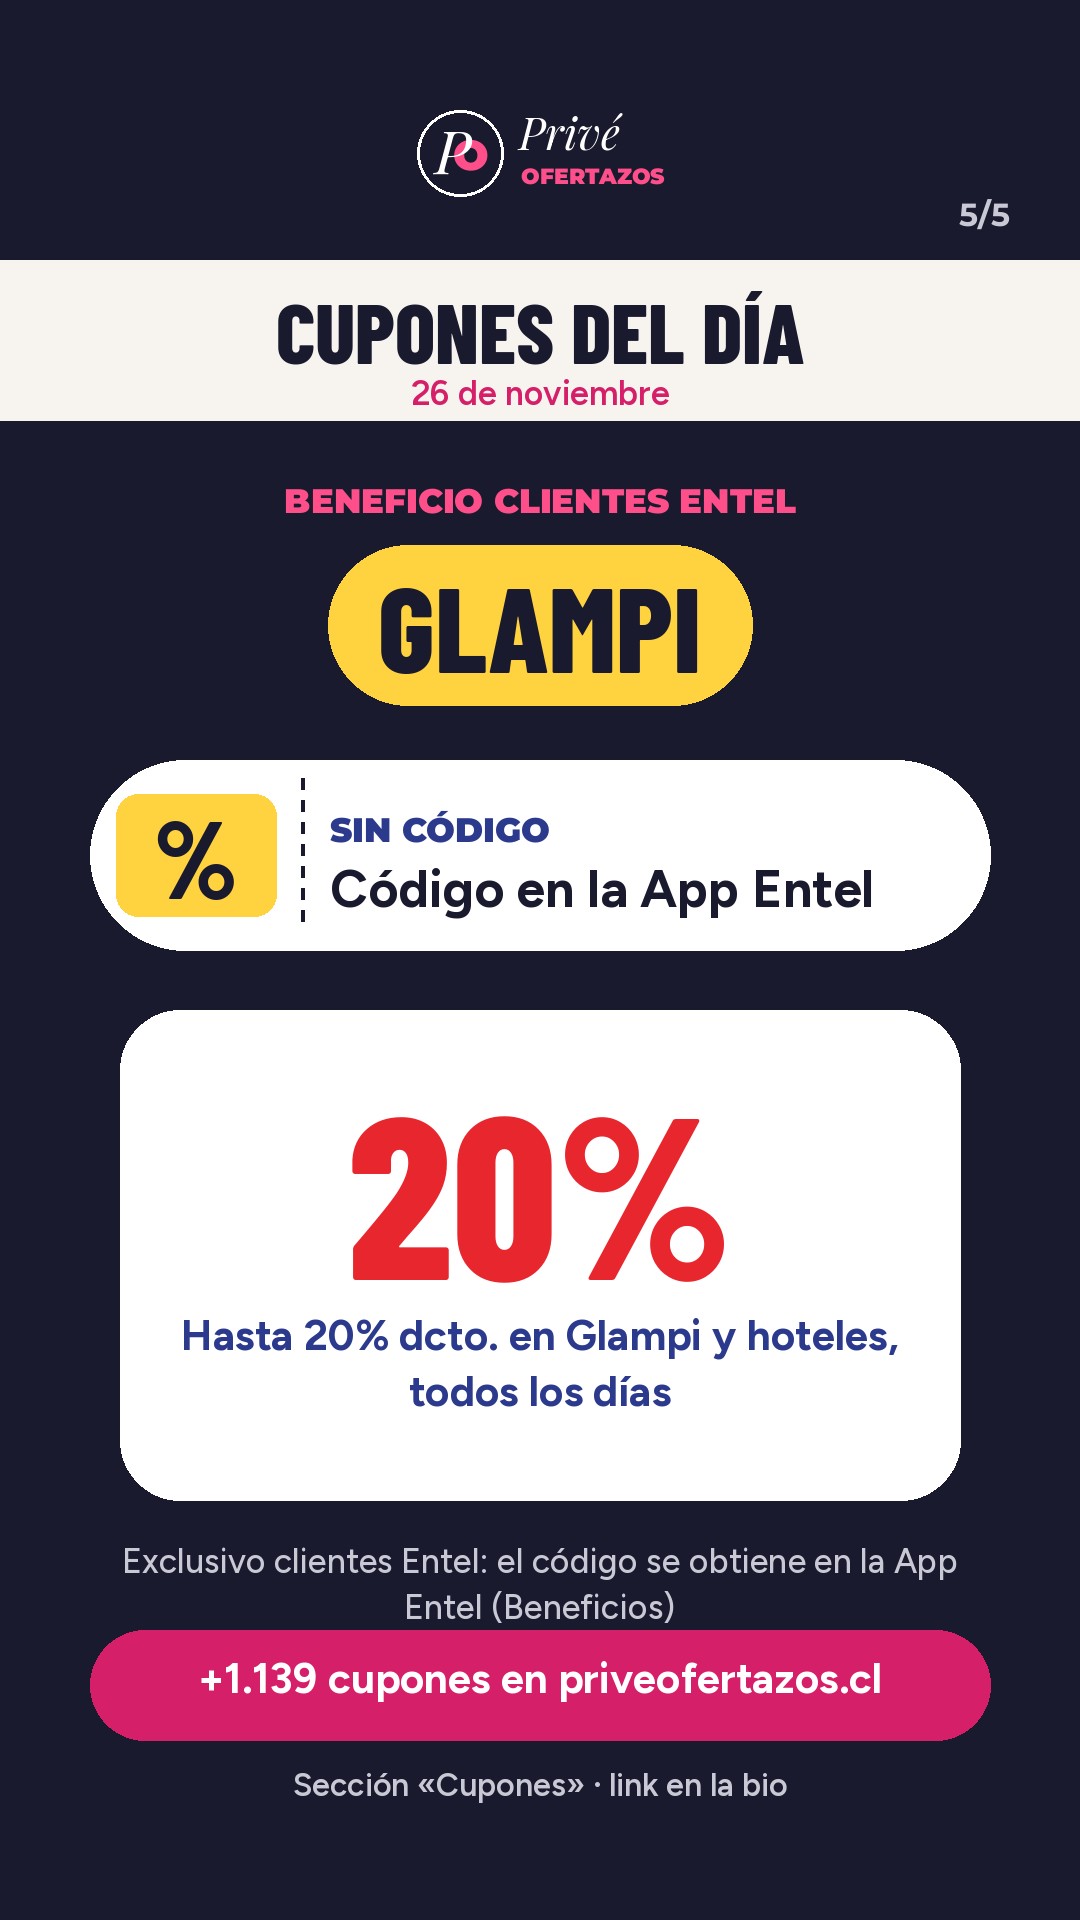 Po
Privé
OFERTAZOS
5/5
CUPONES DEL DÍA
26 de noviembre
BENEFICIO CLIENTES ENTEL
GLAMPI
%
SIN CÓDIGO
Código en la App Entel
20%
Hasta 20% dcto. en Glampi y hoteles,
todos los días
Exclusivo clientes Entel: el código se obtiene en la App
Entel (Beneficios)
+1.139 cupones en priveofertazos.cl
Sección «Cupones» · link en la bio